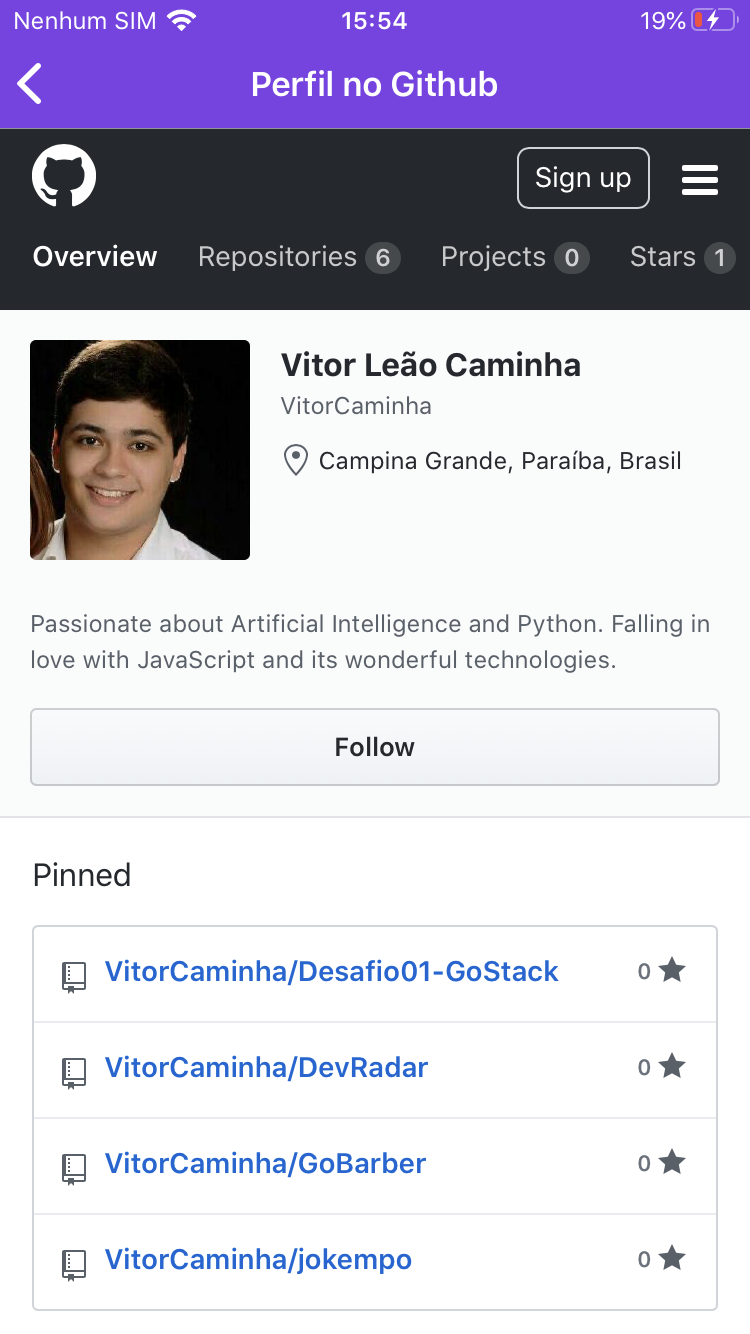 Nenhum SIM 15:54 19%
Perfil no Github
Sign up
Overview Repositories 6 Projects 0 Stars 1
Vitor Leão Caminha
VitorCaminha
Campina Grande, Paraíba, Brasil
Passionate about Artificial Intelligence and Python. Falling in
love with JavaScript and its wonderful technologies.
Follow
Pinned
VitorCaminha/Desafio01-GoStack 0
VitorCaminha/DevRadar 0
VitorCaminha/GoBarber 0
VitorCaminha/jokempo 0